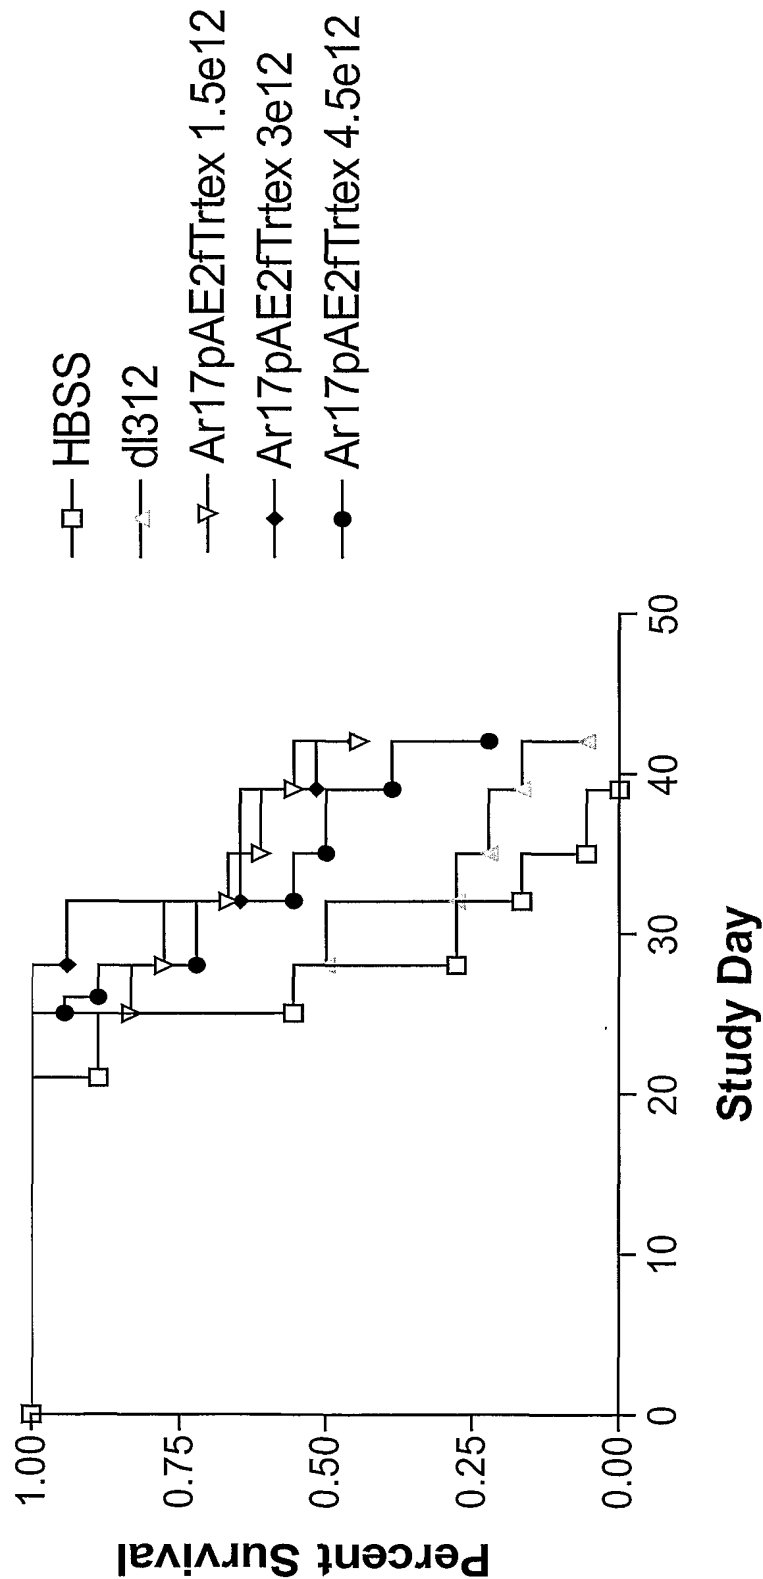 HBSS
dl312
Ar17pAE2fTrtex 1.5e12
Ar17pAE2fTrtex 3e12
Ar17pAE2fTrtex 4.5e12
Percent Survival
1.00
0.75
0.50
0.25
0.00
0
10
20
30
40
50
Study Day